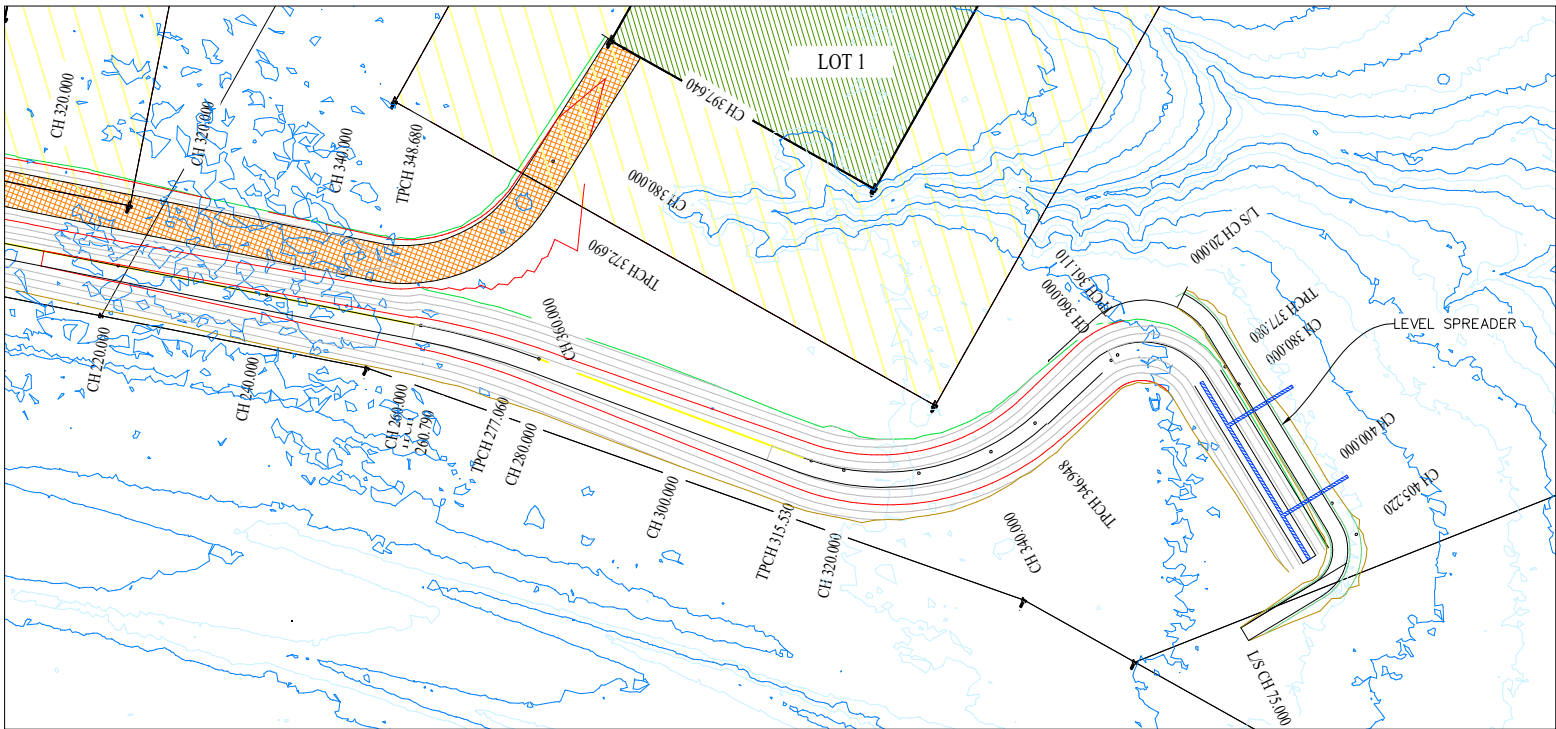 LOT 1
CH 320.000
CH 320.000
CH 340.000
TPCH 348.680
CH 397.640
CH 380.000
TPCH 372.690
CH 360.000
L/S CH 20.000
TPCH 361.110
CH 360.000
TPCH 377.080
CH 380.000
LEVEL SPREADER
CH 400.000
CH 405.220
CH 220.000
CH 240.000
CH 260.000
260.790
TPCH 277.060
CH 280.000
CH 300.000
TPCH 315.530
CH 320.000
CH 340.000
TPCH 346.948
L/S CH 75.000